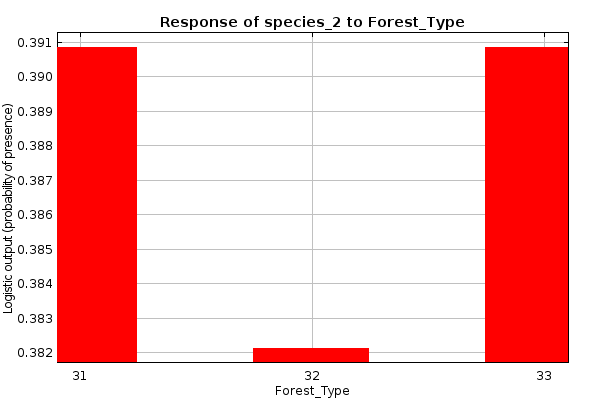 Response of species_2 to Forest_Type
Logistic output (probability of presence)
0.391
0.390
0.389
0.388
0.387
0.386
0.385
0.384
0.383
0.382
31 32 33
Forest_Type